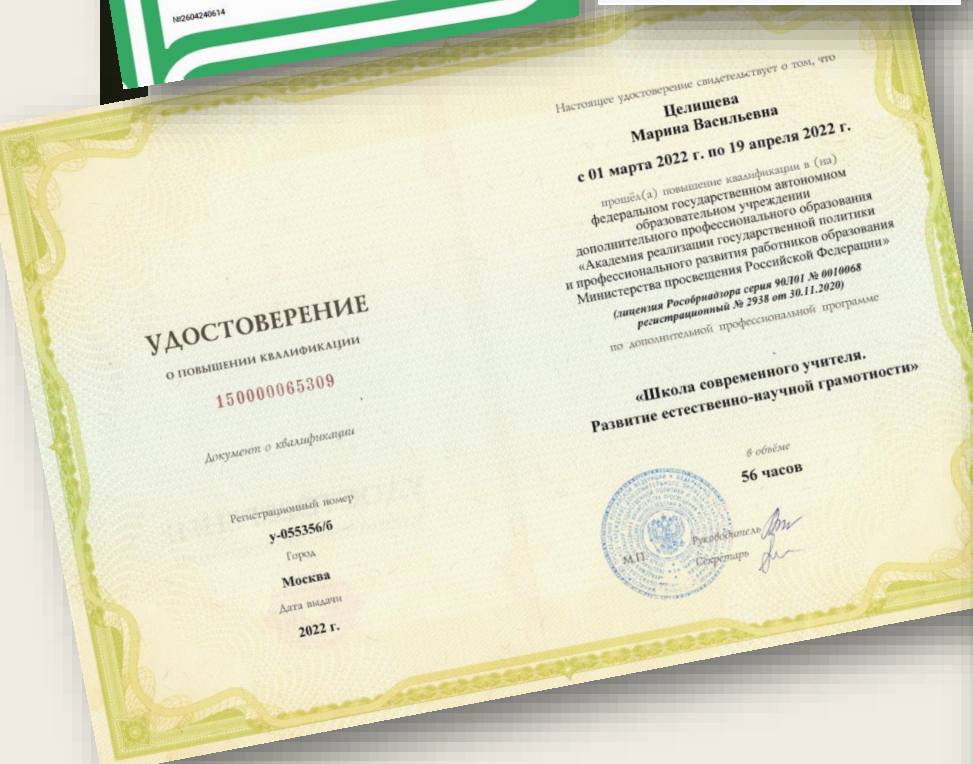 №2604240614
УДОСТОВЕРЕНИЕ
О ПОВЫШЕНИИ КВАЛИФИКАЦИИ
150000065309
Документ о квалификации
Регистрационный номер
у-055356/б
Город
Москва
Дата выдачи
2022 г.
Настоящее удостоверение свидетельствует о том, что
Целищева
Марина Васильевна
с 01 марта 2022 г. по 19 апреля 2022 г.
прошёл(а) повышение квалификации в (на)
федеральном государственном автономном
образовательном учреждении
дополнительного профессионального образования
«Академия реализации государственной политики
и профессионального развития работников образования
Министерства просвещения Российской Федерации»
(лицензия Рособрнадзора серия 90Л01 № 0010068
регистрационный № 2938 от 30.11.2020)
по дополнительной профессиональной программе
«Школа современного учителя.
Развитие естественно-научной грамотности»
в объёме
56 часов
Руководитель
М.П.
Секретарь